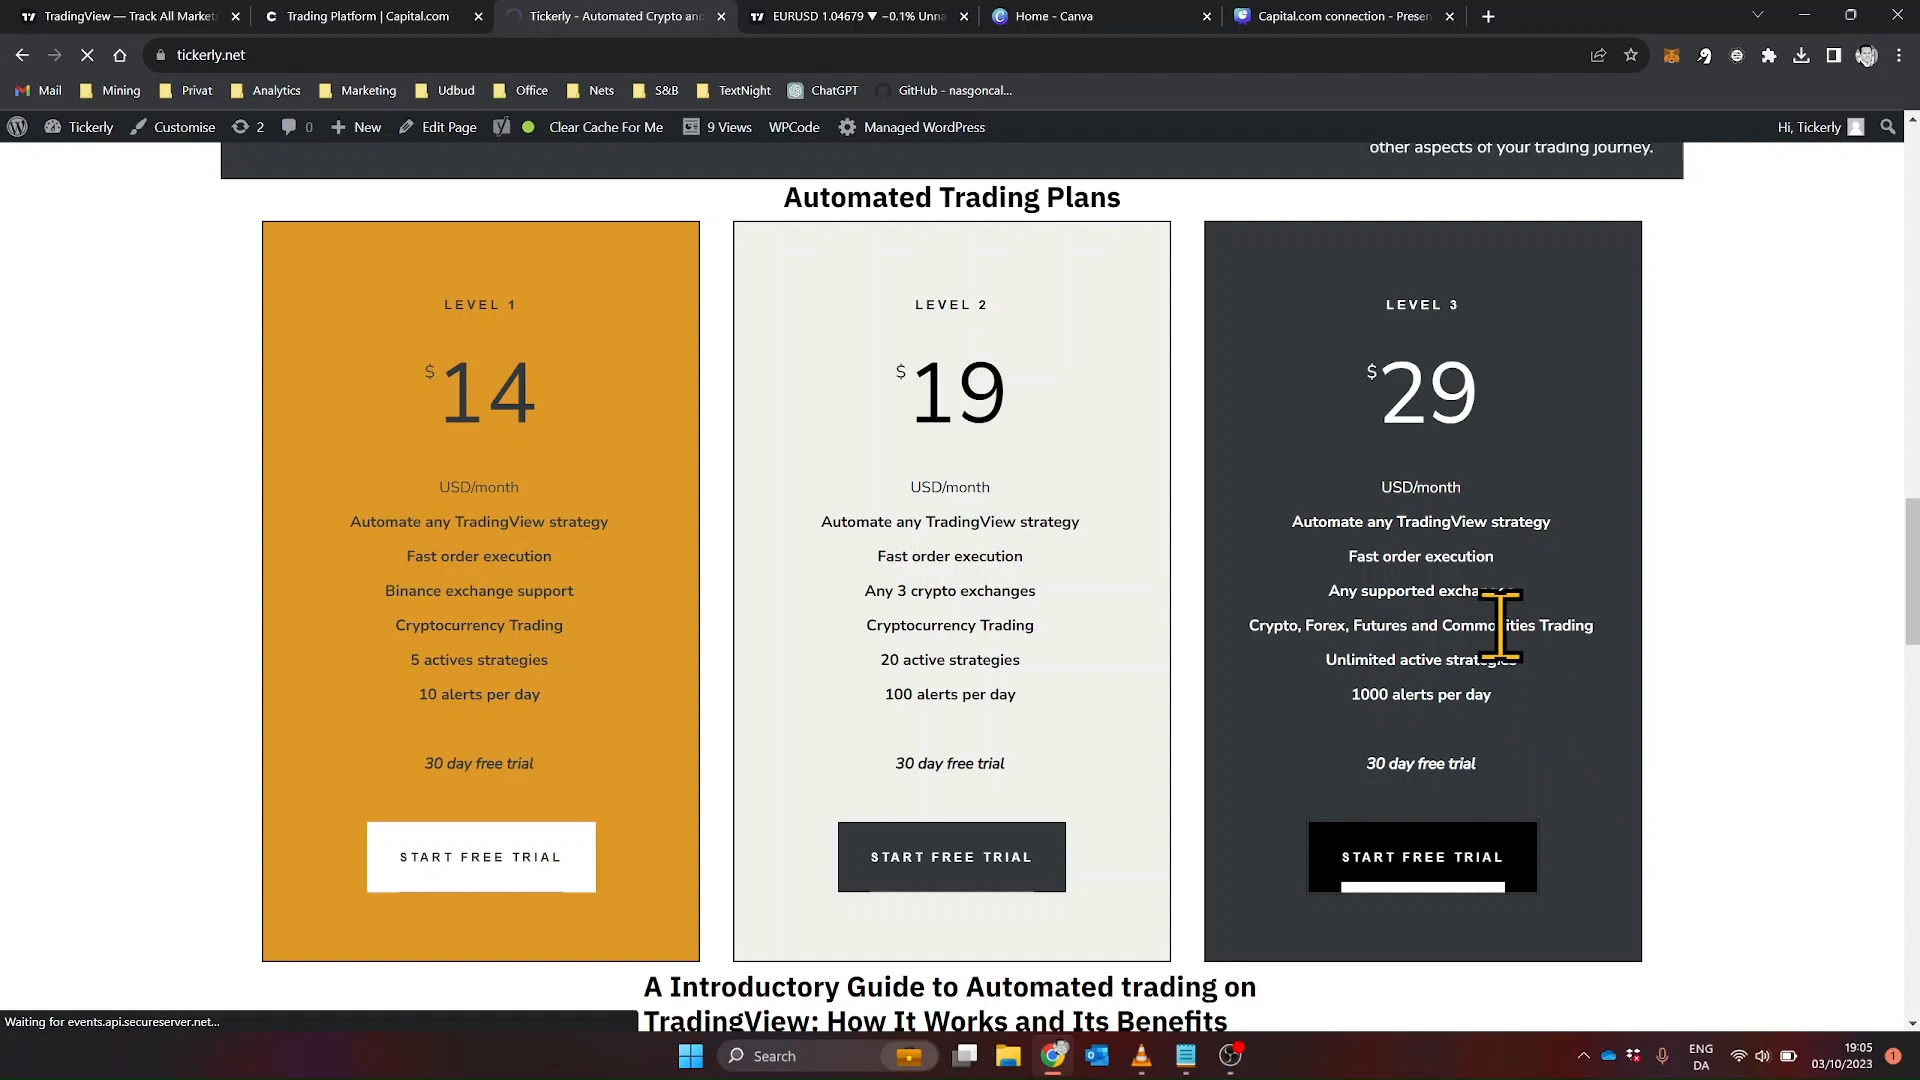 TradingView — Track All Market
Trading Platform | Capital.com
Tickerly - Automated Crypto and
EURUSD 1.04679 ▼ −0.1% Unna
Home - Canva
Capital.com connection - Presen
tickerly.net
Mail
Mining
Privat
Analytics
Marketing
Udbud
Office
Nets
S&B
TextNight
ChatGPT
GitHub - nasgoncal...
Tickerly
Customise
2
0
New
Edit Page
Clear Cache For Me
9 Views
WPCode
Managed WordPress
Hi, Tickerly
other aspects of your trading journey.
Automated Trading Plans
LEVEL 1
$14
USD/month
Automate any TradingView strategy
Fast order execution
Binance exchange support
Cryptocurrency Trading
5 actives strategies
10 alerts per day
30 day free trial
START FREE TRIAL
LEVEL 2
$19
USD/month
Automate any TradingView strategy
Fast order execution
Any 3 crypto exchanges
Cryptocurrency Trading
20 active strategies
100 alerts per day
30 day free trial
START FREE TRIAL
LEVEL 3
$29
USD/month
Automate any TradingView strategy
Fast order execution
Any supported exchanges
Crypto, Forex, Futures and Commodities Trading
Unlimited active strategies
1000 alerts per day
30 day free trial
START FREE TRIAL
A Introductory Guide to Automated trading on
TradingView: How It Works and Its Benefits
Waiting for events.api.secureserver.net...
Search
ENG
DA
19:05
03/10/2023
1